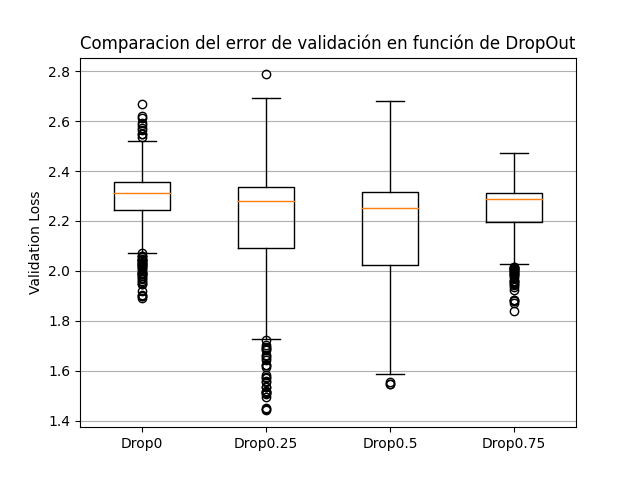 Comparacion del error de validación en función de DropOut
Validation Loss
2.8
2.6
2.4
2.2
2.0
1.8
1.6
1.4
Drop0
Drop0.25
Drop0.5
Drop0.75